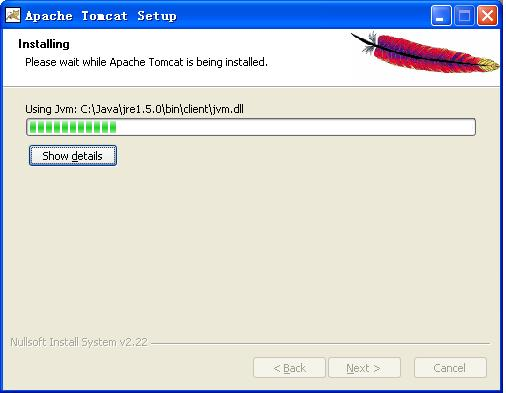 Apache Tomcat Setup
Installing
Please wait while Apache Tomcat is being installed.
Using Jvm: C:\Java\jre1.5.0\bin\client\jvm.dll
Show details
Nullsoft Install System v2.22
< Back
Next >
Cancel